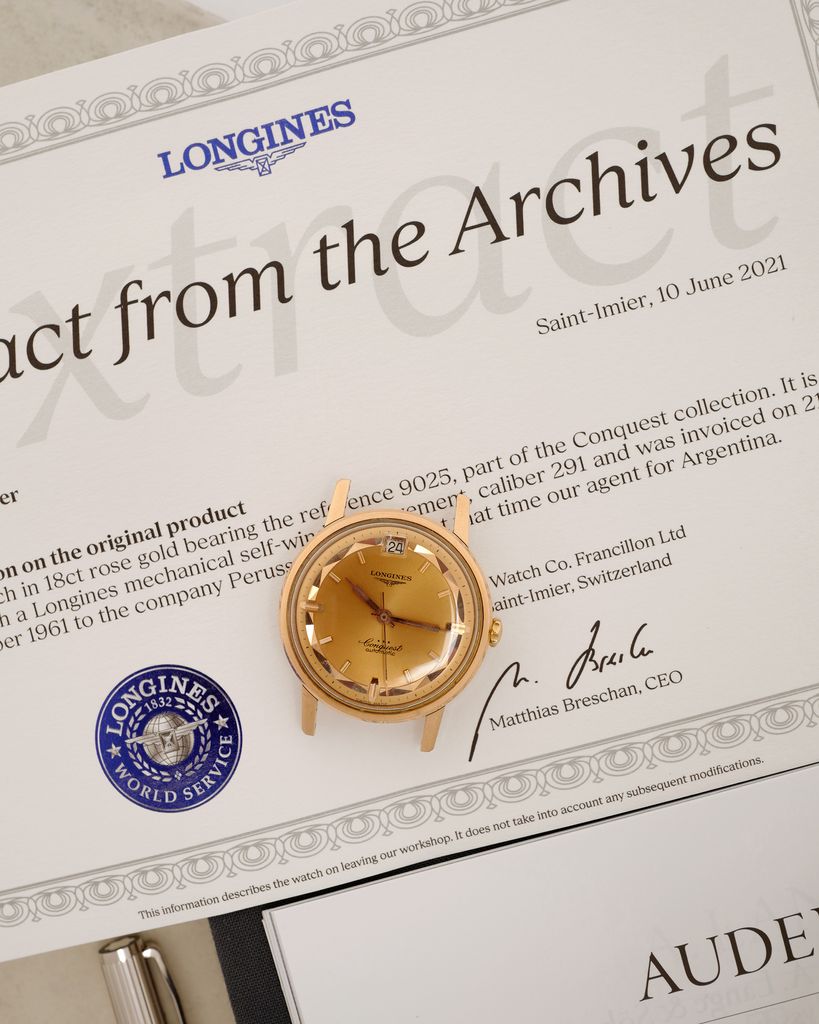 LONGINES
xtract
act from the Archives
Saint-Imier, 10 June 2021
er
on on the original product
ch in 18ct rose gold bearing the reference 9025, part of the Conquest collection. It is
h a Longines mechanical self-win ement, caliber 291 and was invoiced on 21
ber 1961 to the company Peruss at that time our agent for Argentina.
Watch Co. Francillon Ltd
Saint-Imier, Switzerland
Matthias Breschan, CEO
24
LONGINES
Conquest
automatic
LONGINES
1832
WORLD SERVICE
This information describes the watch on leaving our workshop. It does not take into account any subsequent modifications.
AUDE